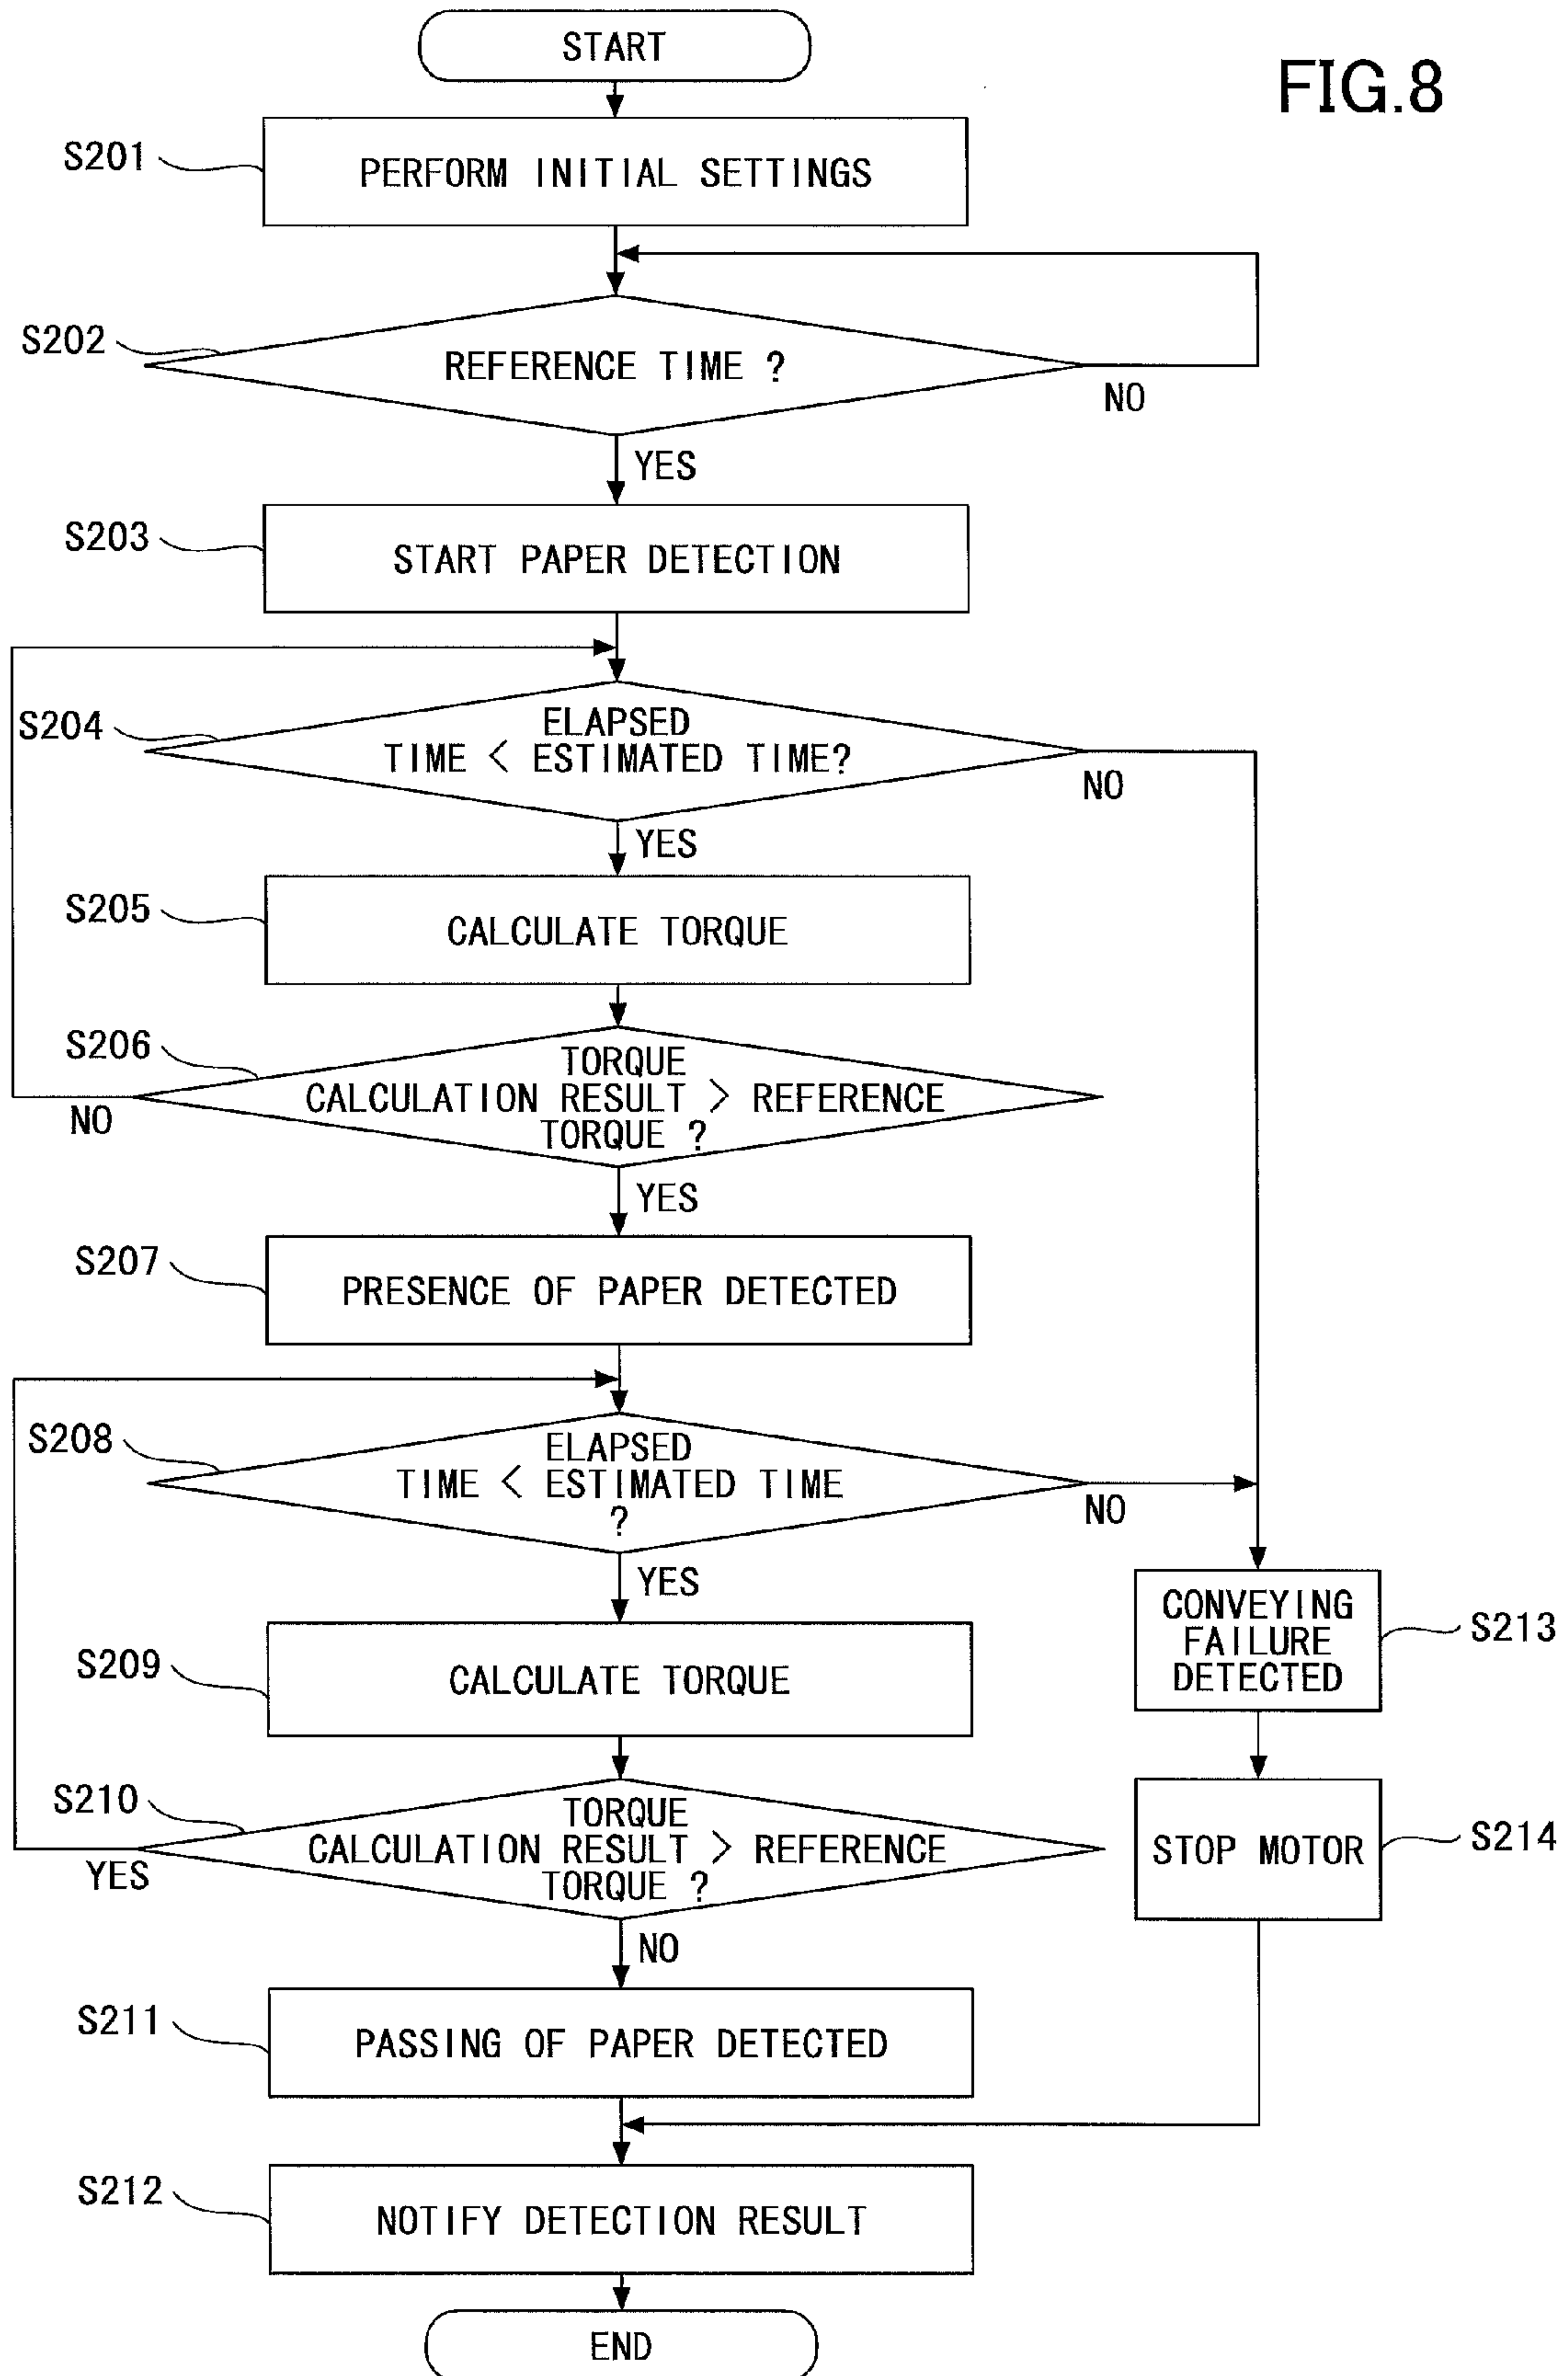 START
FIG.8
S201
PERFORM INITIAL SETTINGS
S202
REFERENCE TIME ?
NO
YES
S203
START PAPER DETECTION
S204
ELAPSED
TIME < ESTIMATED TIME?
NO
YES
S205
CALCULATE TORQUE
S206
TORQUE
CALCULATION RESULT > REFERENCE
TORQUE ?
NO
YES
S207
PRESENCE OF PAPER DETECTED
S208
ELAPSED
TIME < ESTIMATED TIME
?
NO
YES
CONVEYING
FAILURE
DETECTED
S213
S209
CALCULATE TORQUE
S210
TORQUE
CALCULATION RESULT > REFERENCE
TORQUE ?
YES
NO
STOP MOTOR
S214
S211
PASSING OF PAPER DETECTED
S212
NOTIFY DETECTION RESULT
END